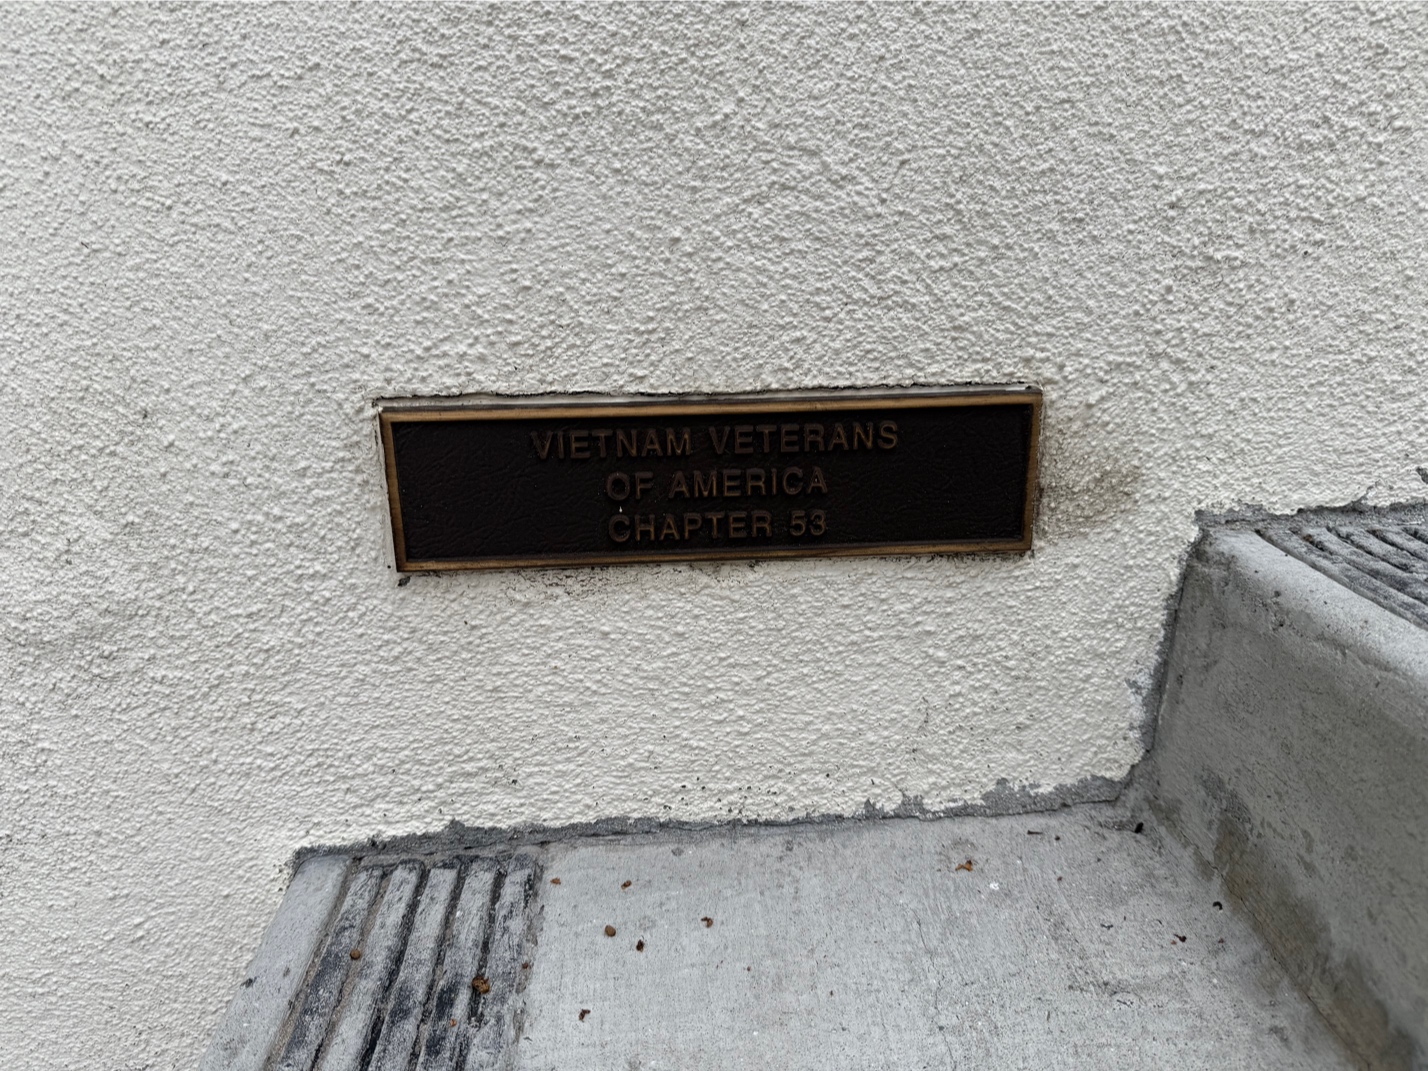 VIETNAM VETERANS
OF AMERICA
CHAPTER 53